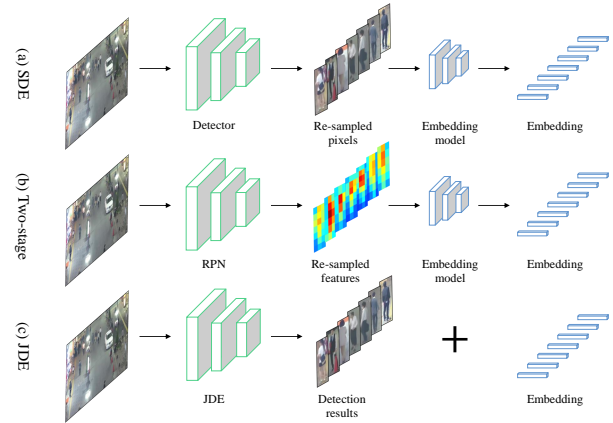 (a) SDE
Detector
Re-sampled
pixels
Embedding
model
Embedding
(b) Two-stage
RPN
Re-sampled
features
Embedding
model
Embedding
(c) JDE
JDE
Detection
results
+
Embedding